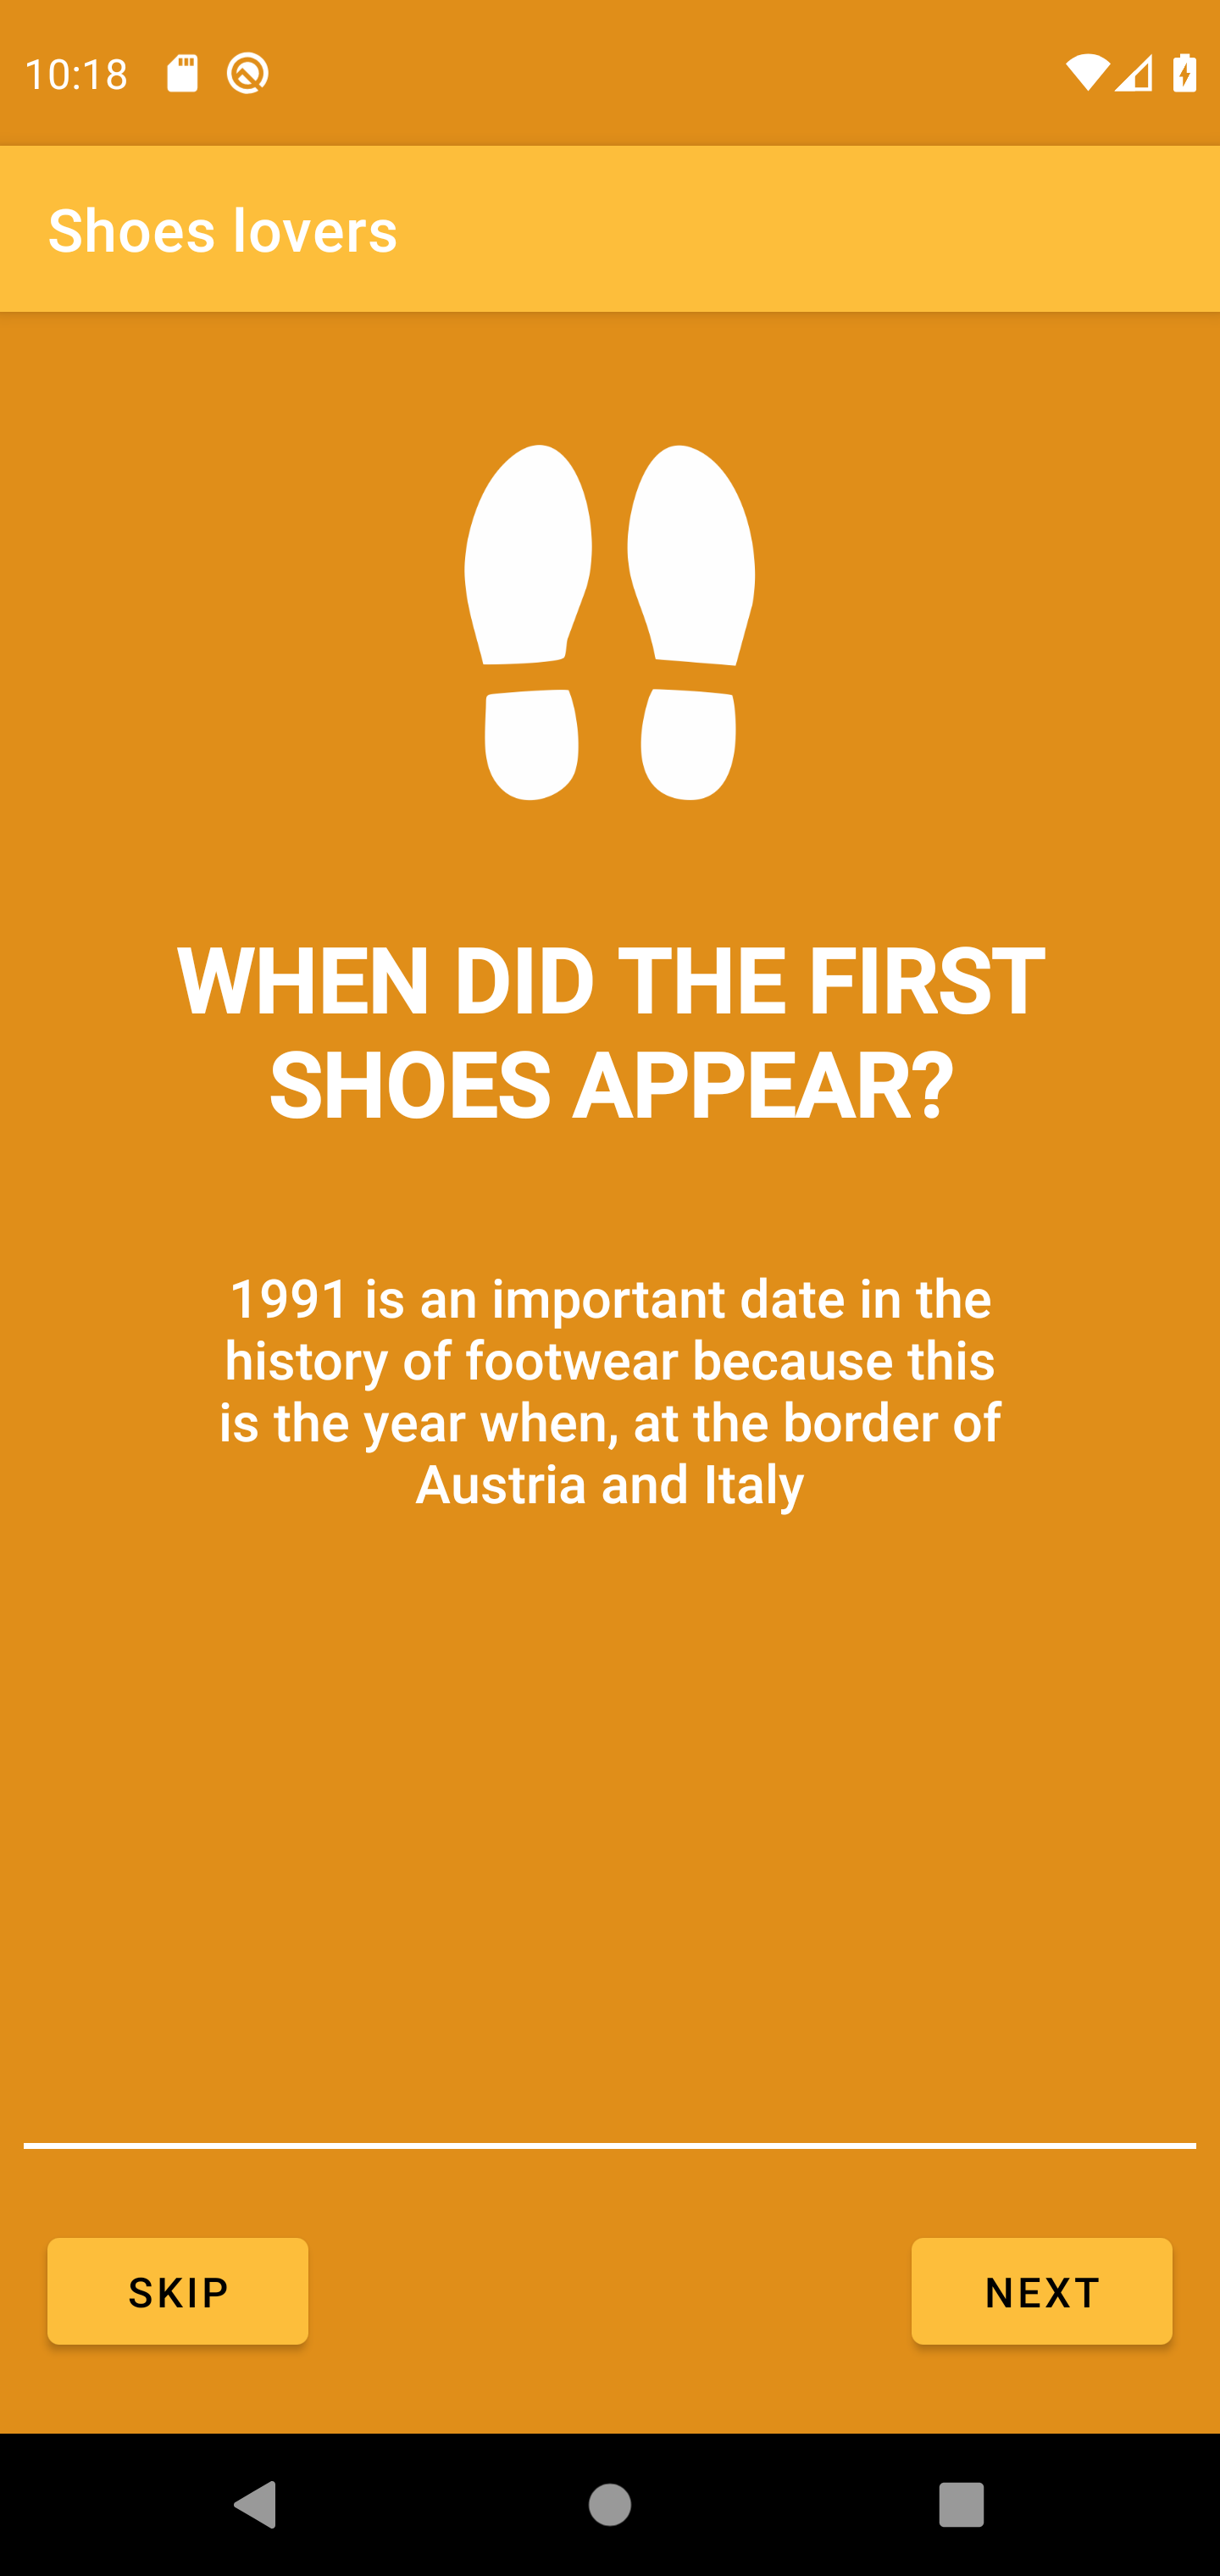 10:18
Shoes lovers
WHEN DID THE FIRST
SHOES APPEAR?
1991 is an important date in the
history of footwear because this
is the year when, at the border of
Austria and Italy
SKIP
NEXT